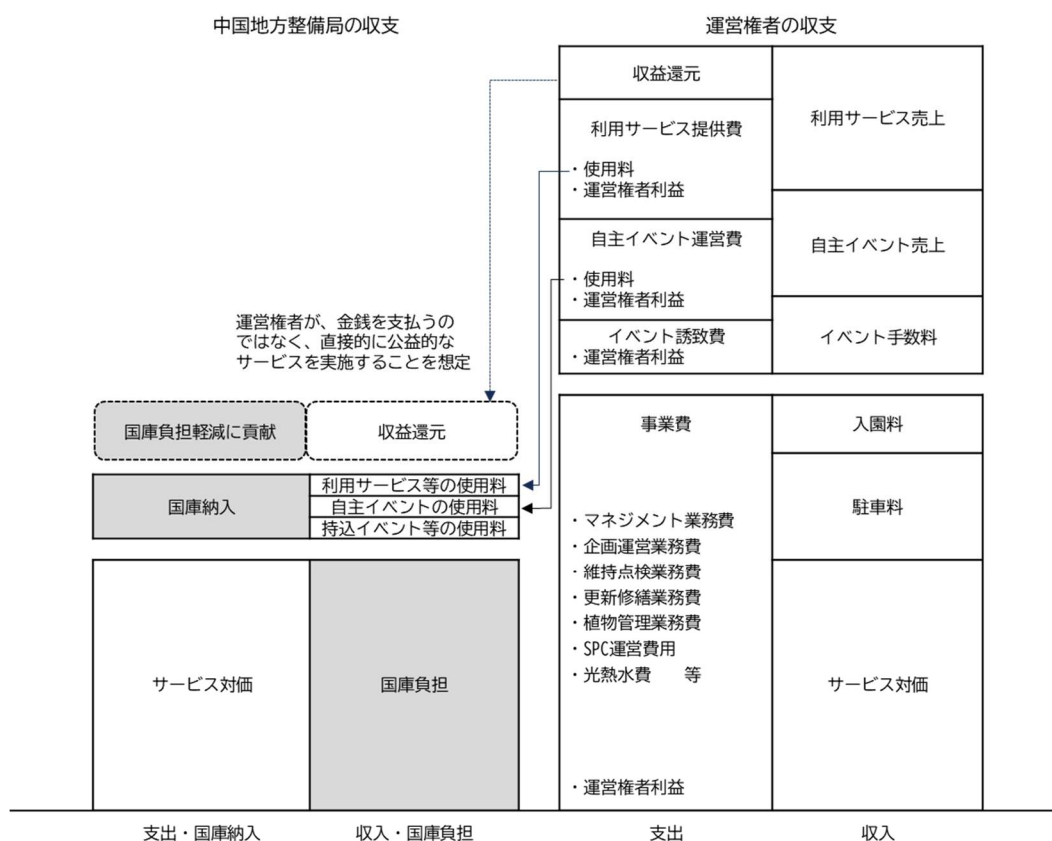 中国地方整備局の収支
運営権者の収支
収益還元
利用サービス提供費
・使用料
・運営権者利益
自主イベント運営費
・使用料
・運営権者利益
イベント誘致費
・運営権者利益
利用サービス売上
自主イベント売上
イベント手数料
運営権者が、金銭を支払うの
ではなく、直接的に公益的な
サービスを実施することを想定
国庫負担軽減に貢献
収益還元
国庫納入
利用サービス等の使用料
自主イベントの使用料
持込イベント等の使用料
サービス対価
国庫負担
事業費
・マネジメント業務費
・企画運営業務費
・維持点検業務費
・更新修繕業務費
・植物管理業務費
・SPC運営費用
・光熱水費　等
・運営権者利益
入園料
駐車料
サービス対価
支出・国庫納入
収入・国庫負担
支出
収入